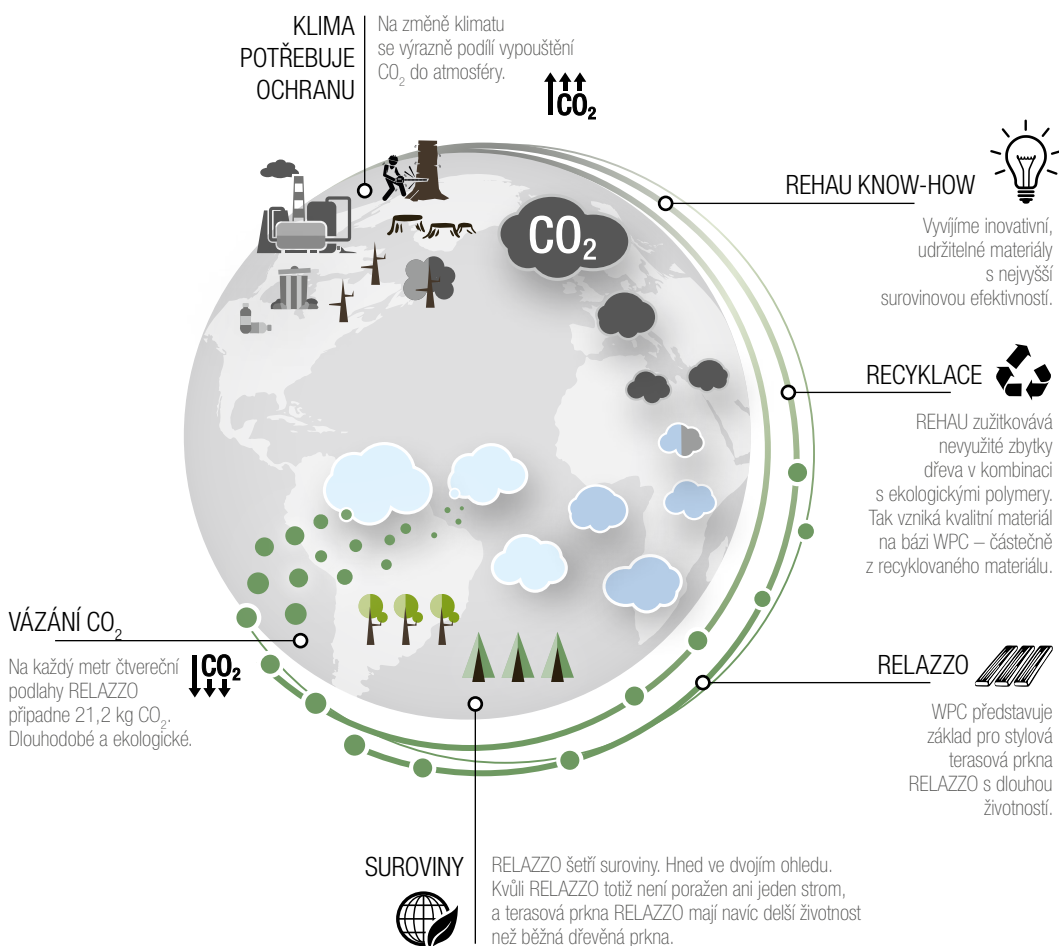 KLIMA
POTŘEBUJE
OCHRANU
Na změně klimatu
se výrazně podílí vypouštění
CO₂ do atmosféry.
CO₂
CO₂
REHAU KNOW-HOW
Vyvíjíme inovativní,
udržitelné materiály
s nejvyšší
surovinovou efektivností.
RECYKLACE
REHAU zužitkovává
nevyužité zbytky
dřeva v kombinaci
s ekologickými polymery.
Tak vzniká kvalitní materiál
na bázi WPC – částečně
z recyklovaného materiálu.
RELAZZO
WPC představuje
základ pro stylová
terasová prkna
RELAZZO s dlouhou
životností.
SUROVINY
RELAZZO šetří suroviny. Hned ve dvojím ohledu.
Kvůli RELAZZO totiž není poražen ani jeden strom,
a terasová prkna RELAZZO mají navíc delší životnost
než běžná dřevěná prkna.
VÁZÁNÍ CO₂
Na každý metr čtvereční
podlahy RELAZZO
připadne 21,2 kg CO₂.
Dlouhodobé a ekologické.
CO₂